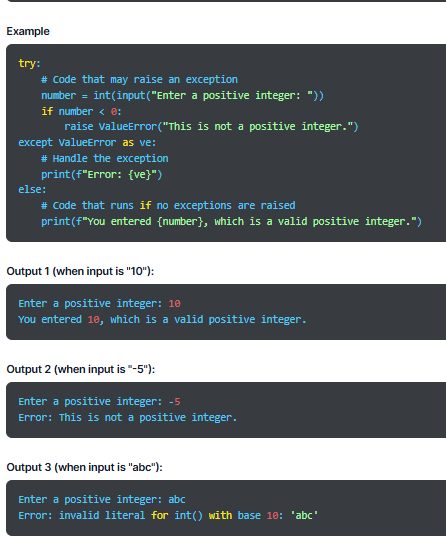 Example
try:
    # Code that may raise an exception
    number = int(input("Enter a positive integer: "))
    if number < 0:
        raise ValueError("This is not a positive integer.")
except ValueError as ve:
    # Handle the exception
    print(f"Error: {ve}")
else:
    # Code that runs if no exceptions are raised
    print(f"You entered {number}, which is a valid positive integer.")
Output 1 (when input is "10"):
Enter a positive integer: 10
You entered 10, which is a valid positive integer.
Output 2 (when input is "-5"):
Enter a positive integer: -5
Error: This is not a positive integer.
Output 3 (when input is "abc"):
Enter a positive integer: abc
Error: invalid literal for int() with base 10: 'abc'